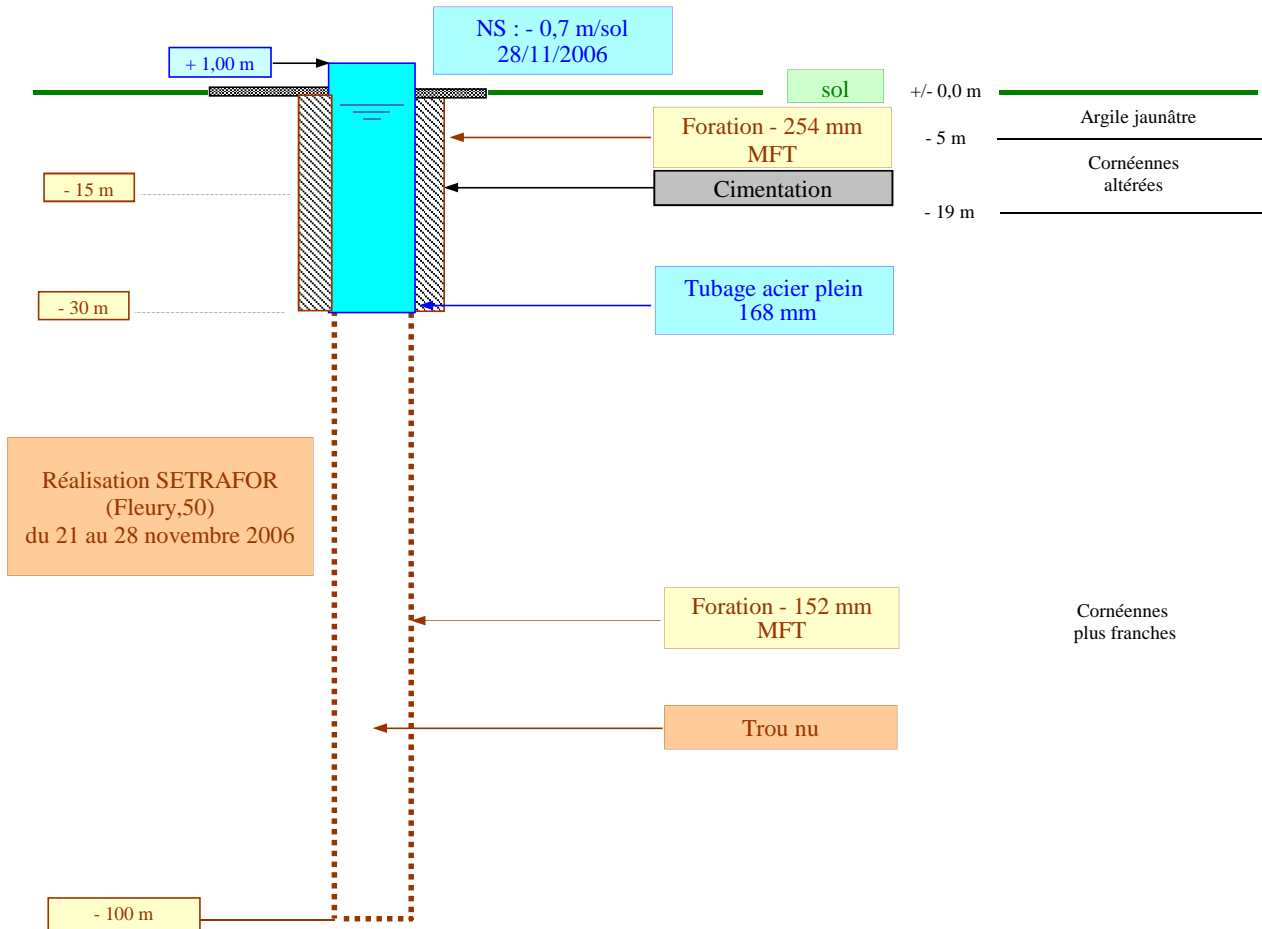 NS : - 0,7 m/sol
28/11/2006
+ 1,00 m
sol
+/- 0,0 m
Argile jaunâtre
Foration - 254 mm
MFT
- 5 m
Cornéennes
altérées
- 15 m
Cimentation
- 19 m
Tubage acier plein
168 mm
- 30 m
Réalisation SETRAFOR
(Fleury,50)
du 21 au 28 novembre 2006
Foration - 152 mm
MFT
Cornéennes
plus franches
Trou nu
- 100 m